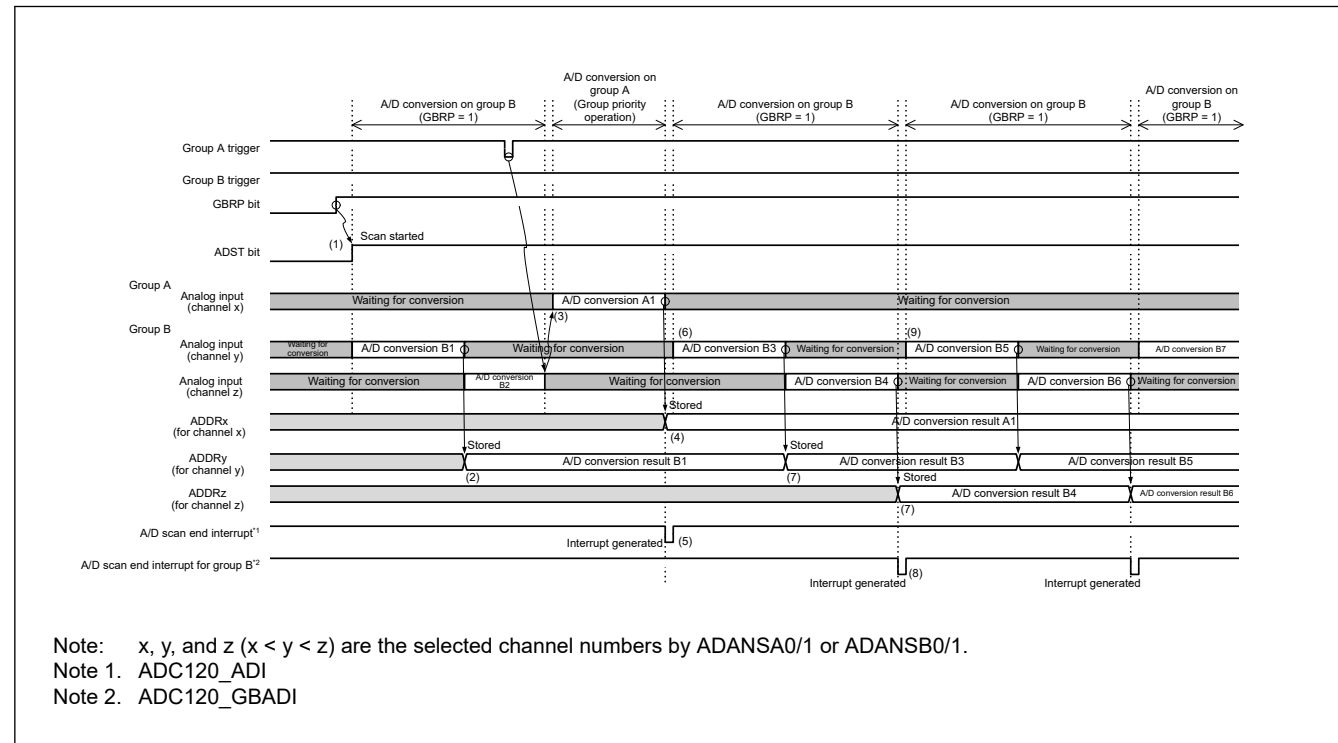 A/D conversion on
group A
(Group priority
operation)
A/D conversion on group B
(GBRP = 1)
A/D conversion on group B
(GBRP = 1)
A/D conversion on group B
(GBRP = 1)
A/D conversion on
group B
(GBRP = 1)
Group A trigger
Group B trigger
GBRP bit
(1)
Scan started
ADST bit
Group A
Analog input
(channel x)
Waiting for conversion
A/D conversion A1
Waiting for conversion
(3)
Group B
(6)
(9)
Analog input
(channel y)
Waiting for
conversion
A/D conversion B1
Waiting for conversion
A/D conversion B3
Waiting for conversion
A/D conversion B5
Waiting for conversion
A/D conversion B7
Analog input
(channel z)
Waiting for conversion
A/D conversion
B2
Waiting for conversion
A/D conversion B4
Waiting for conversion
A/D conversion B6
Waiting for conversion
Stored
ADDRx
(for channel x)
A/D conversion result A1
(4)
Stored
Stored
ADDRy
(for channel y)
A/D conversion result B1
A/D conversion result B3
A/D conversion result B5
(2)
(7)
Stored
ADDRz
(for channel z)
A/D conversion result B4
A/D conversion result B6
(7)
A/D scan end interrupt*1
Interrupt generated
(5)
A/D scan end interrupt for group B*2
Interrupt generated
(8)
Interrupt generated
Note: x, y, and z (x < y < z) are the selected channel numbers by ADANSA0/1 or ADANSB0/1.
Note 1. ADC120_ADI
Note 2. ADC120_GBADI